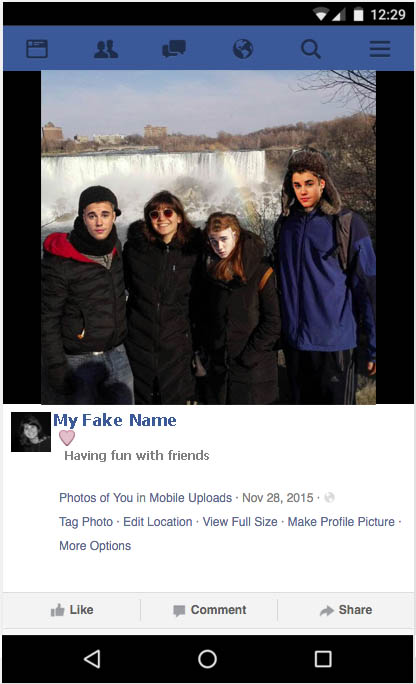 12:29
My Fake Name
Having fun with friends
Photos of You in Mobile Uploads · Nov 28, 2015 ·
Tag Photo · Edit Location · View Full Size · Make Profile Picture ·
More Options
Like Comment Share